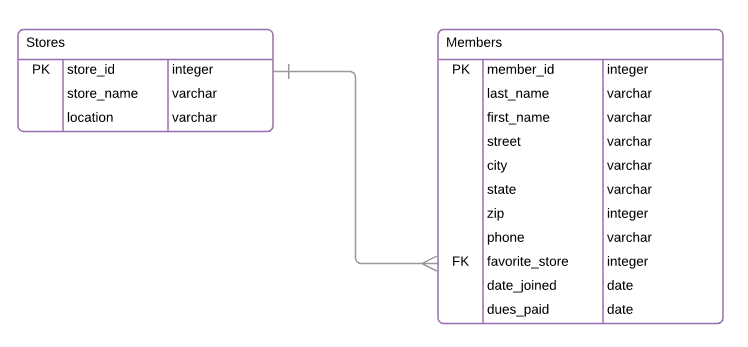 Stores
PK store_id integer
store_name varchar
location varchar
Members
PK member_id integer
last_name varchar
first_name varchar
street varchar
city varchar
state varchar
zip integer
phone varchar
FK favorite_store integer
date_joined date
dues_paid date